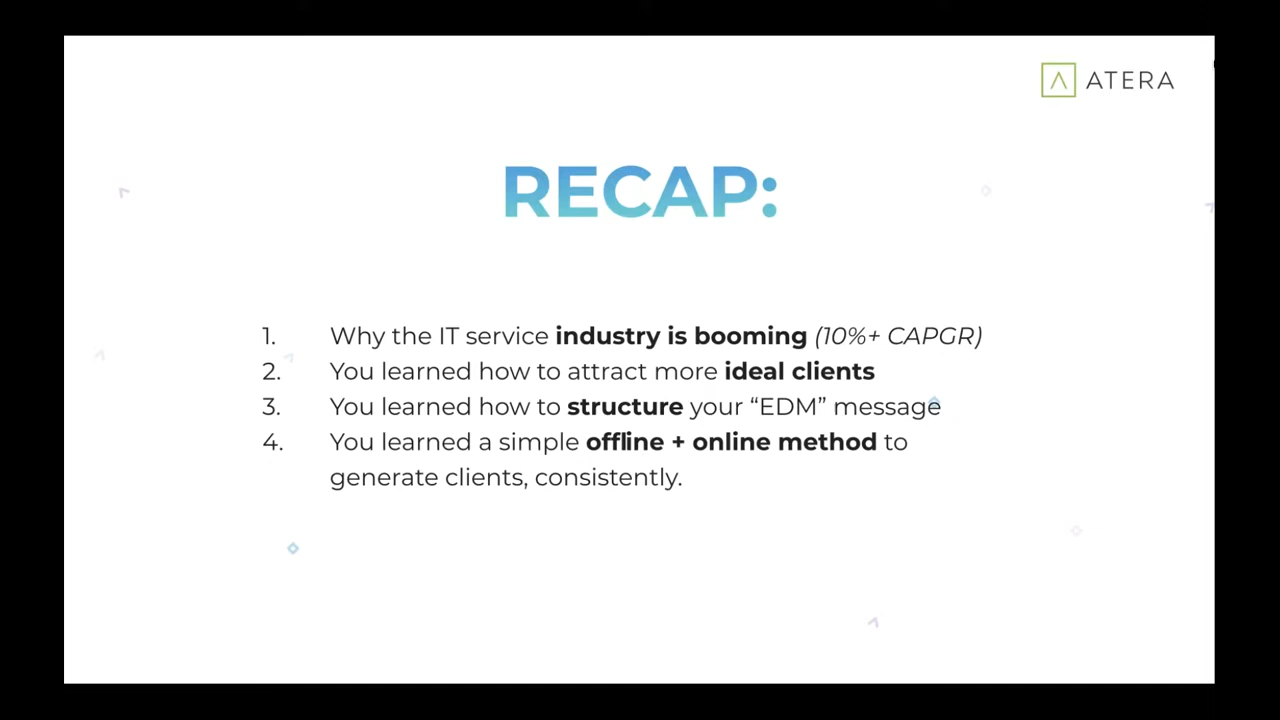 ATERA
RECAP:
1. Why the IT service industry is booming (10%+ CAPGR)
2. You learned how to attract more ideal clients
3. You learned how to structure your “EDM” message
4. You learned a simple offline + online method to
generate clients, consistently.